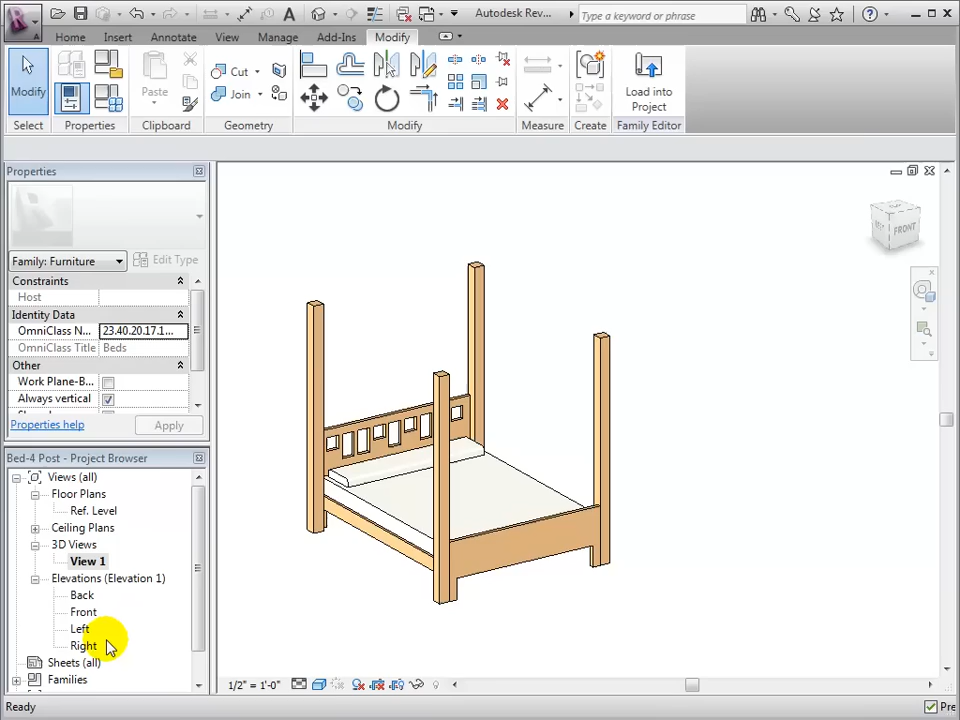 Autodesk Rev...
Type a keyword or phrase
Home Insert Annotate View Manage Add-Ins Modify
Modify
Paste
Cut
Join
Load into
Project
Select Properties Clipboard Geometry Modify Measure Create Family Editor
Properties
Family: Furniture Edit Type
Constraints
Host
Identity Data
OmniClass N... 23.40.20.17.1...
OmniClass Title Beds
Other
Work Plane-B...
Always vertical
Properties help Apply
Bed-4 Post - Project Browser
Views (all)
Floor Plans
Ref. Level
Ceiling Plans
3D Views
View 1
Elevations (Elevation 1)
Back
Front
Left
Right
Sheets (all)
Families
FRONT
1/2" = 1'-0"
Ready
Pre